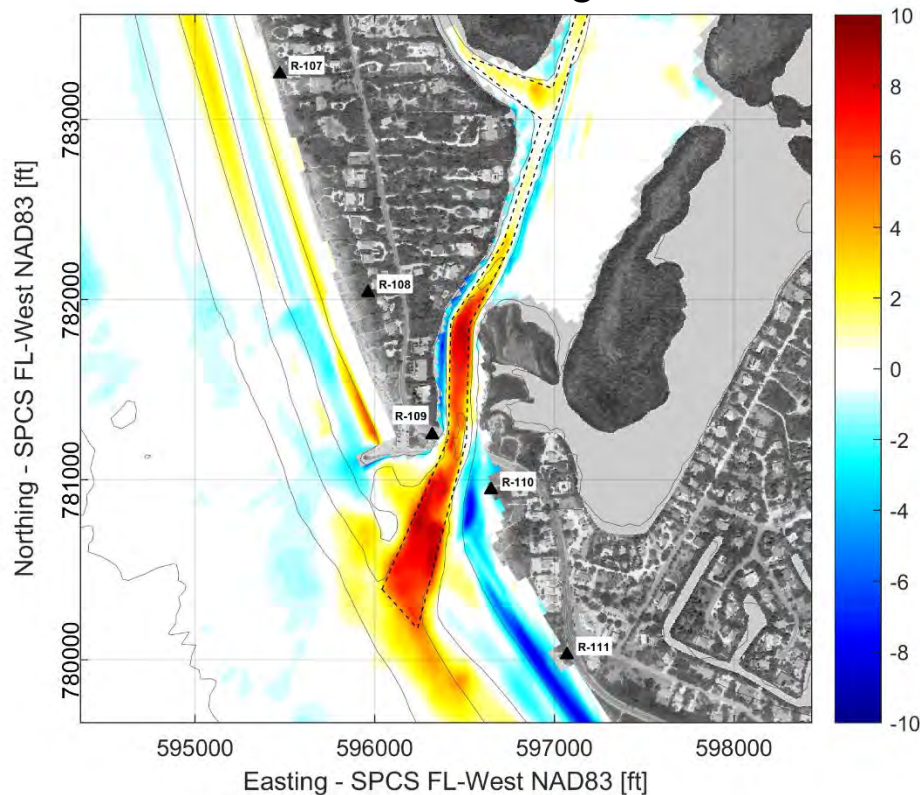 10
8
6
4
2
0
-2
-4
-6
-8
-10
783000
782000
781000
780000
Northing - SPCS FL-West NAD83 [ft]
R-107
R-108
R-109
R-110
R-111
595000 596000 597000 598000
Easting - SPCS FL-West NAD83 [ft]